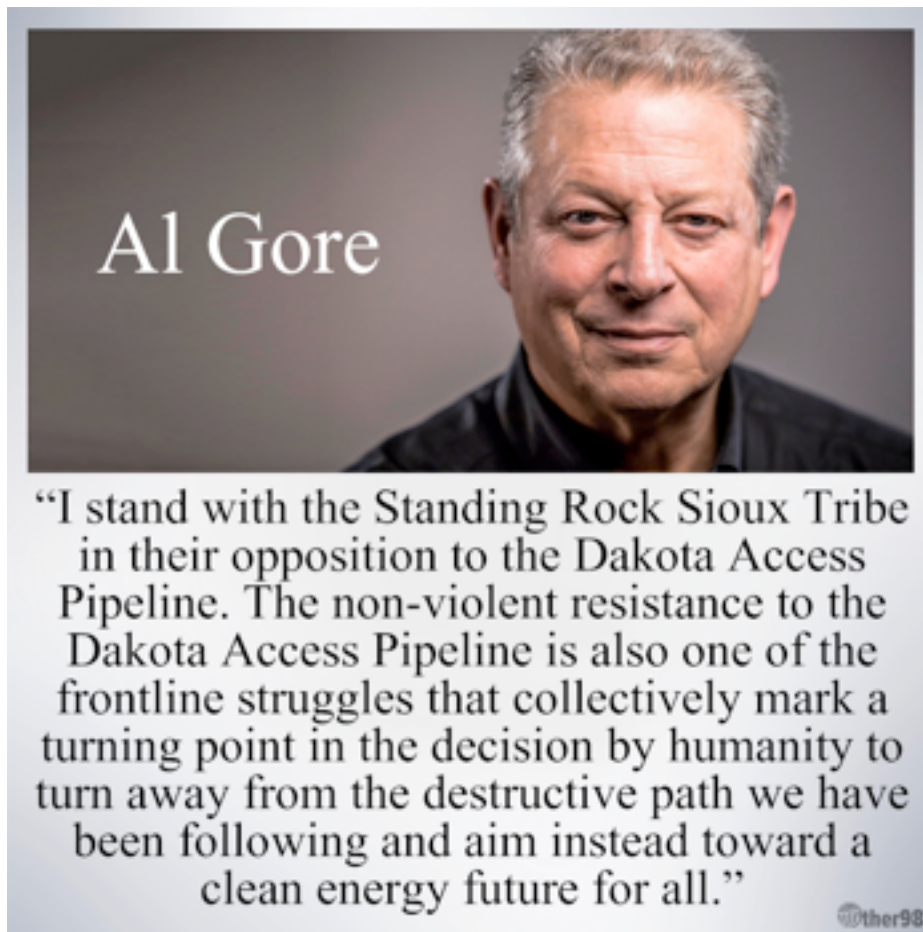 Al Gore
“I stand with the Standing Rock Sioux Tribe
in their opposition to the Dakota Access
Pipeline. The non-violent resistance to the
Dakota Access Pipeline is also one of the
frontline struggles that collectively mark a
turning point in the decision by humanity to
turn away from the destructive path we have
been following and aim instead toward a
clean energy future for all.”
other98